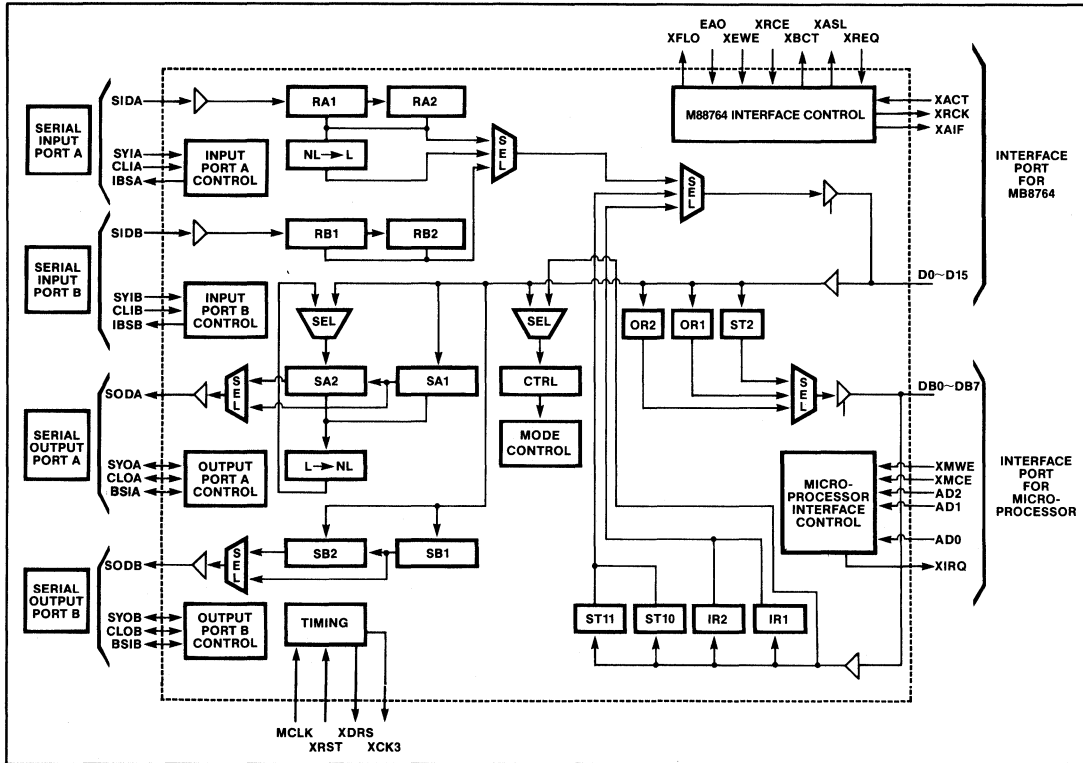 EAO XRCE XASL
XFLO XEWE XBCT XREQ
SERIAL INPUT PORT A
SIDA
SYIA
CLIA
IBSA
INPUT PORT A CONTROL
RA1
RA2
NL→L
SEL
M88764 INTERFACE CONTROL
XACT
XRCK
XAIF
INTERFACE PORT FOR MB8764
SEL
SERIAL INPUT PORT B
SIDB
SYIB
CLIB
IBSB
INPUT PORT B CONTROL
RB1
RB2
D0~D15
SEL
SEL
OR2
OR1
ST2
SERIAL OUTPUT PORT A
SODA
SYOA
CLOA
BSIA
OUTPUT PORT A CONTROL
SEL
SA2
SA1
L→NL
CTRL
MODE CONTROL
SEL
DB0~DB7
XMWE
XMCE
AD2
AD1
AD0
XIRQ
MICRO-PROCESSOR INTERFACE CONTROL
INTERFACE PORT FOR MICRO-PROCESSOR
SERIAL OUTPUT PORT B
SODB
SYOB
CLOB
BSIB
OUTPUT PORT B CONTROL
SEL
SB2
SB1
TIMING
ST11
ST10
IR2
IR1
MCLK XDRS
XRST XCK3